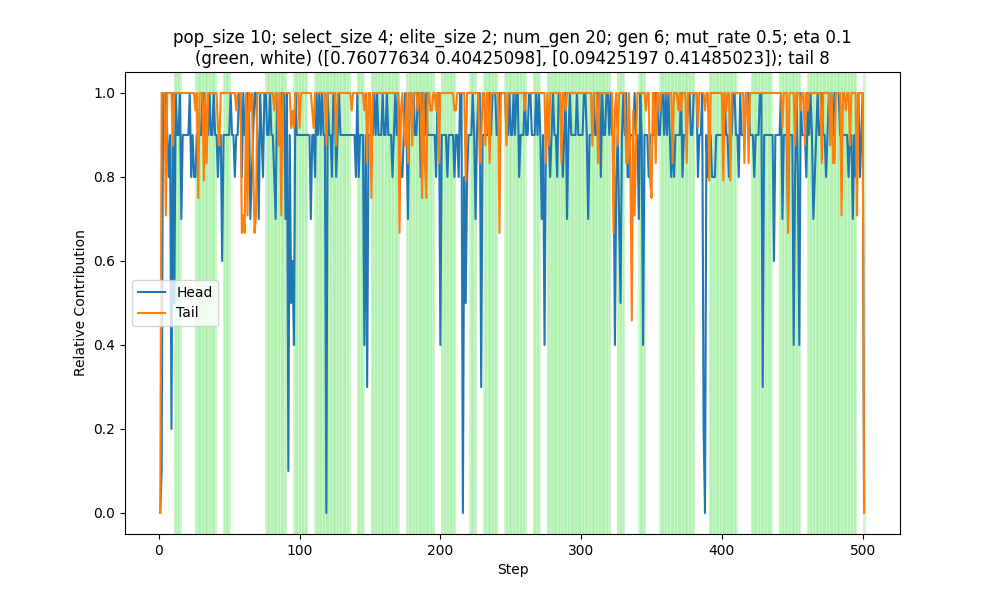 pop_size 10; select_size 4; elite_size 2; num_gen 20; gen 6; mut_rate 0.5; eta 0.1
(green, white) ([0.76077634 0.40425098], [0.09425197 0.41485023]); tail 8
1.0
0.8
0.6
0.4
0.2
0.0
Relative Contribution
Head
Tail
0
100
200
300
400
500
Step